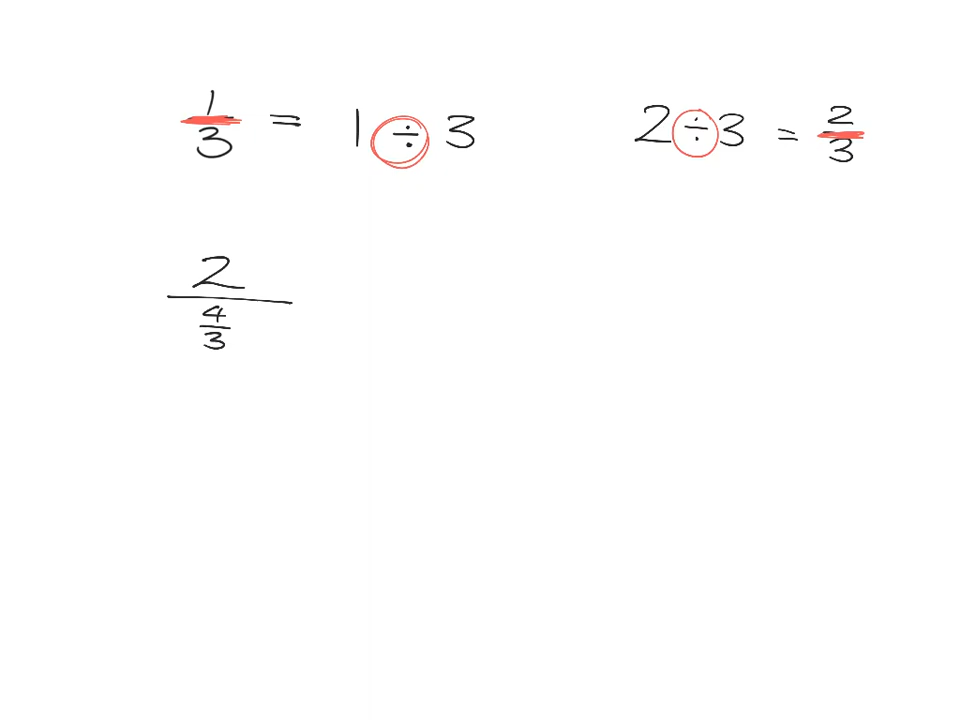 1/3 = 1 ÷ 3
2 ÷ 3 = 2/3
2/(4/3)